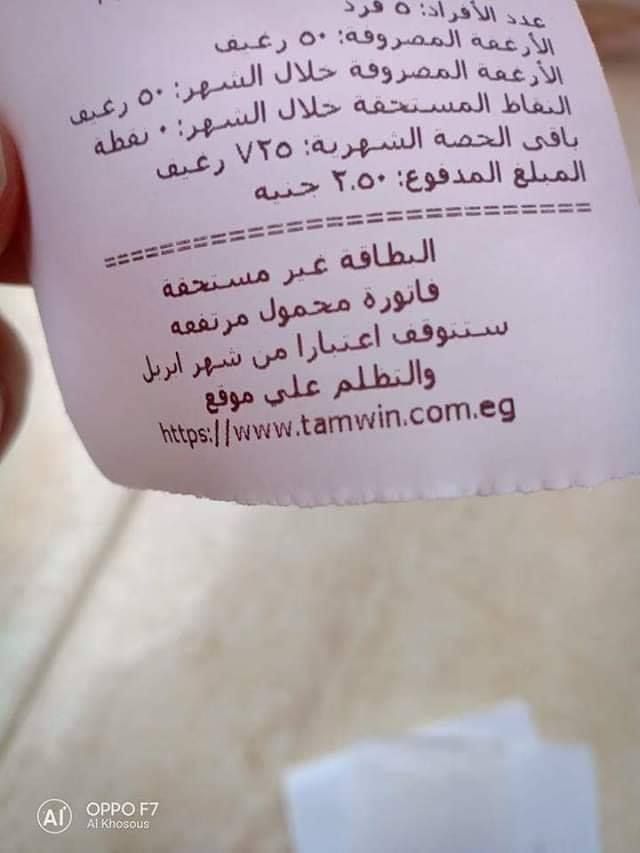 عدد الأفراد: ٥ فرد
الأرغفة المصروفة: ٥٠ رغيف
الأرغفة المصروفة خلال الشهر: ٥٠ رغيف
النقاط المستحقة خلال الشهر: ٠ نقطة
باقى الحصة الشهرية: ٧٢٥ رغيف
المبلغ المدفوع: ٢.٥٠ جنيه
================================
البطاقة غير مستحقة
فاتورة محمول مرتفعه
ستتوقف اعتبارا من شهر ابريل
والتظلم علي موقع
https://www.tamwin.com.eg
AI OPPO F7
Al Khosous